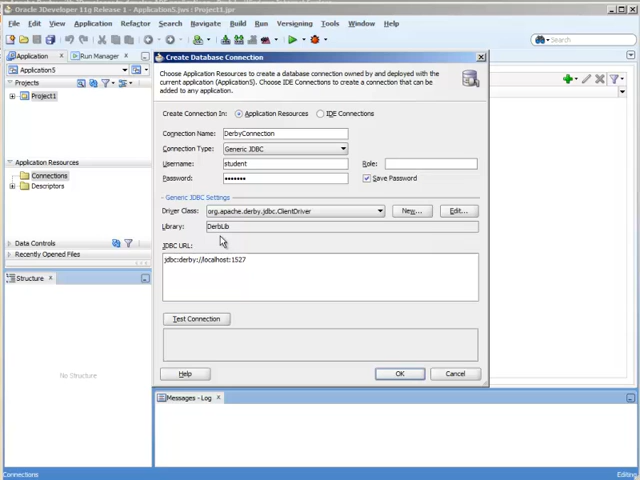 Oracle JDeveloper 11g Release 1 - Application5.jws : Project1.jpr
File Edit View Application Refactor Search Navigate Build Run Versioning Tools Window Help
Search
Application
Run Manager
Application5
Projects
Project1
Application Resources
Connections
Descriptors
Data Controls
Recently Opened Files
Structure
No Structure
Create Database Connection
Choose Application Resources to create a database connection owned by and deployed with the
current application (Application5). Choose IDE Connections to create a connection that can be
added to any application.
Create Connection In: Application Resources IDE Connections
Connection Name: DerbyConnection
Connection Type: Generic JDBC
Username: student Role:
Password: ••••••• Save Password
Generic JDBC Settings
Driver Class: org.apache.derby.jdbc.ClientDriver New... Edit...
Library: DerbLib
JDBC URL:
jdbc:derby://localhost:1527
Test Connection
Help OK Cancel
Messages - Log
Connections
Editing